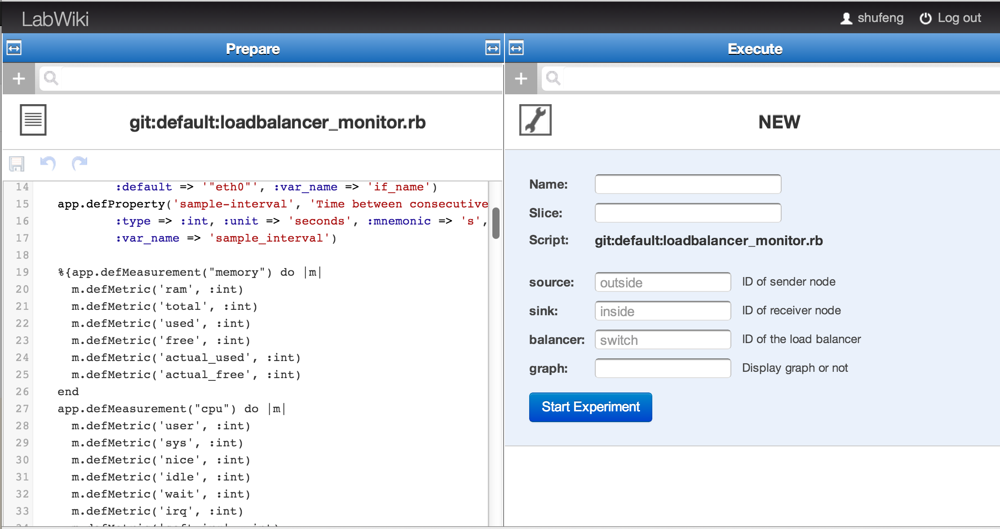 LabWiki
shufeng Log out
Prepare
Execute
git:default:loadbalancer_monitor.rb
NEW
14 :default => '"eth0"', :var_name => 'if_name')
15 app.defProperty('sample-interval', 'Time between consecutive
16 :type => :int, :unit => 'seconds', :mnemonic => 's',
17 :var_name => 'sample_interval')
18
19 %{app.defMeasurement("memory") do |m|
20 m.defMetric('ram', :int)
21 m.defMetric('total', :int)
22 m.defMetric('used', :int)
23 m.defMetric('free', :int)
24 m.defMetric('actual_used', :int)
25 m.defMetric('actual_free', :int)
26 end
27 app.defMeasurement("cpu") do |m|
28 m.defMetric('user', :int)
29 m.defMetric('sys', :int)
30 m.defMetric('nice', :int)
31 m.defMetric('idle', :int)
32 m.defMetric('wait', :int)
33 m.defMetric('irq', :int)
Name:
Slice:
Script: git:default:loadbalancer_monitor.rb
source: outside ID of sender node
sink: inside ID of receiver node
balancer: switch ID of the load balancer
graph: Display graph or not
Start Experiment